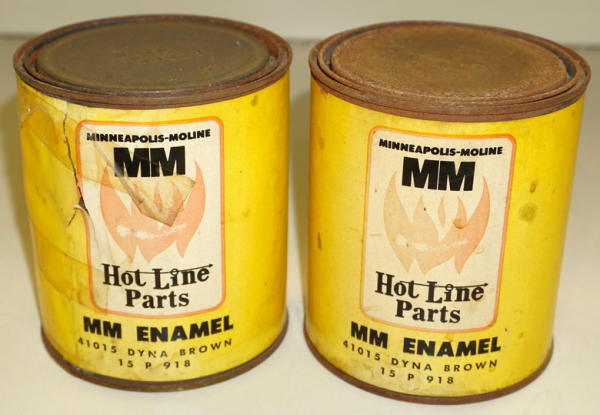 MINNEAPOLIS-MOLINE
MM
Hot Line
Parts
MM ENAMEL
41015 DYNA BROWN
15 P 918
MINNEAPOLIS-MOLINE
MM
Hot Line
Parts
MM ENAMEL
41015 DYNA BROWN
15 P 918